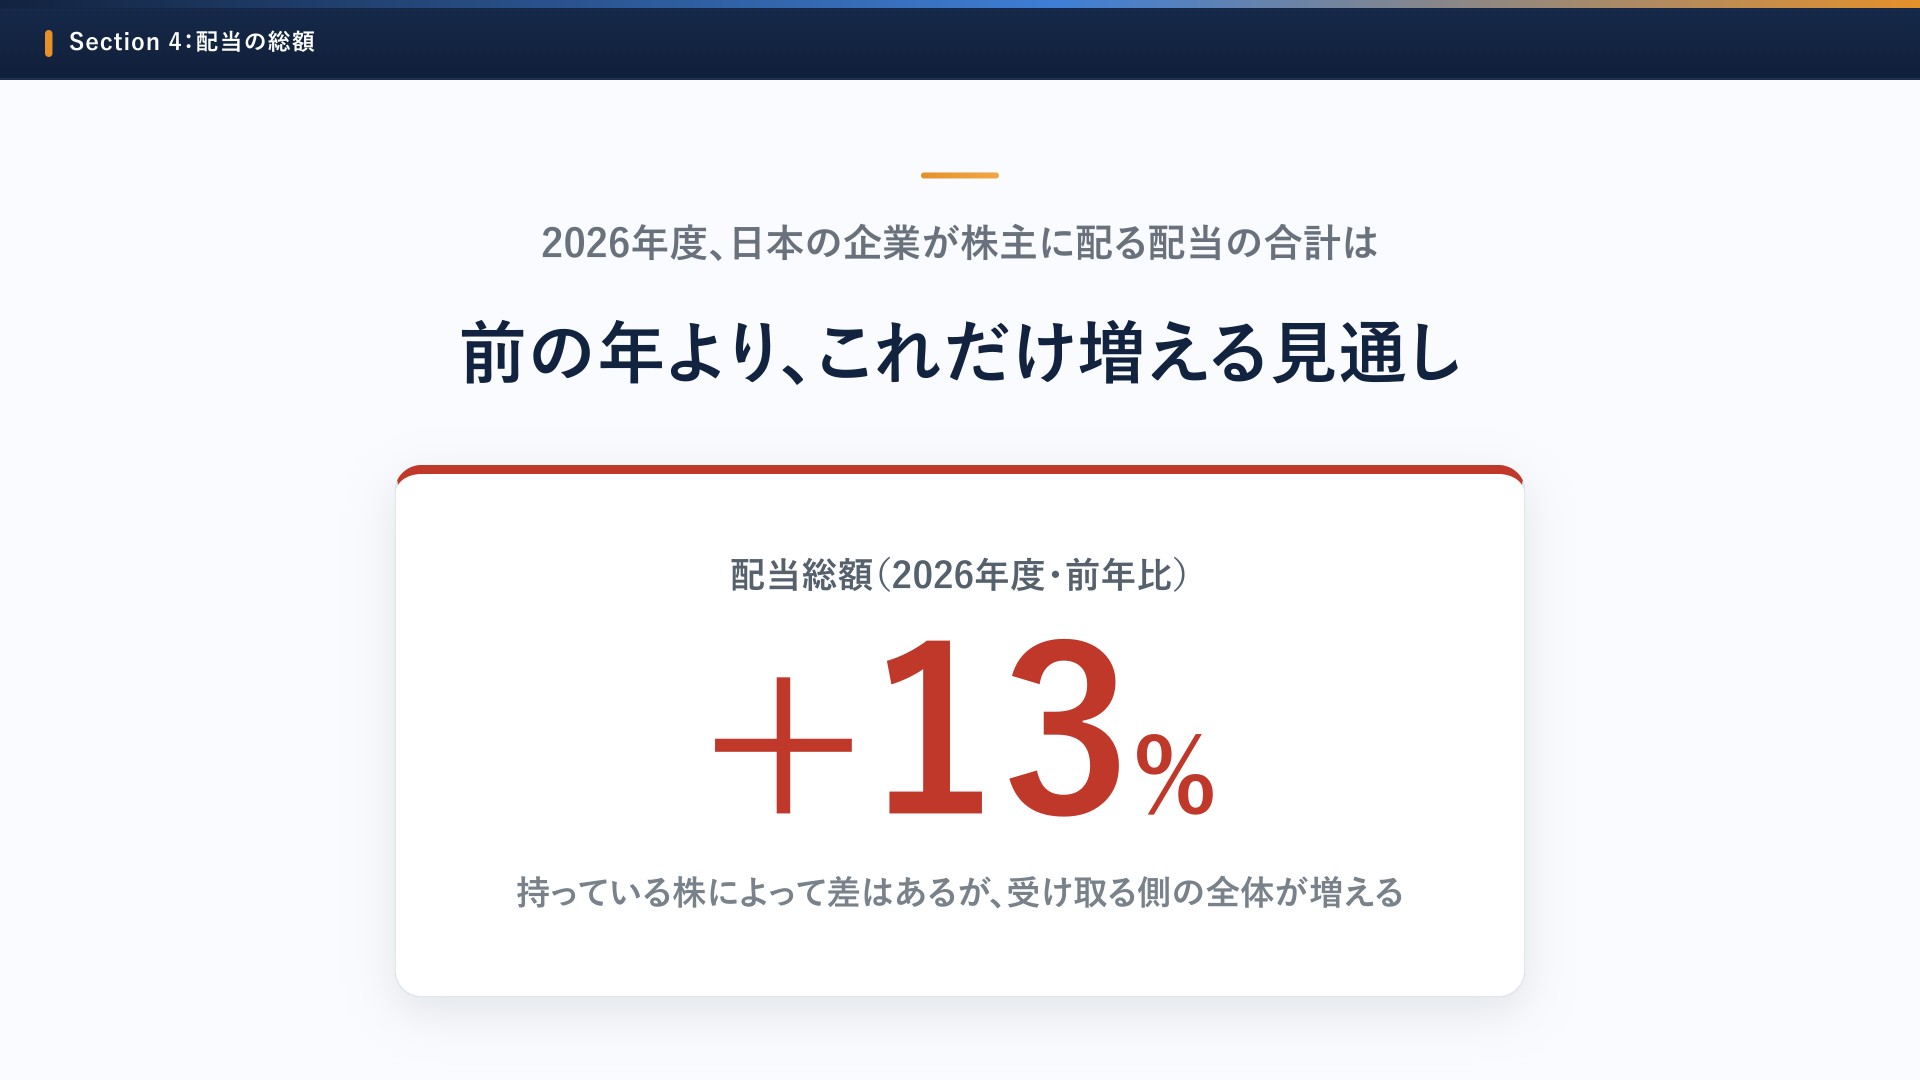 Section 4：配当の総額
2026年度、日本の企業が株主に配る配当の合計は
前の年より、これだけ増える見通し
配当総額（2026年度・前年比）
＋13%
持っている株によって差はあるが、受け取る側の全体が増える